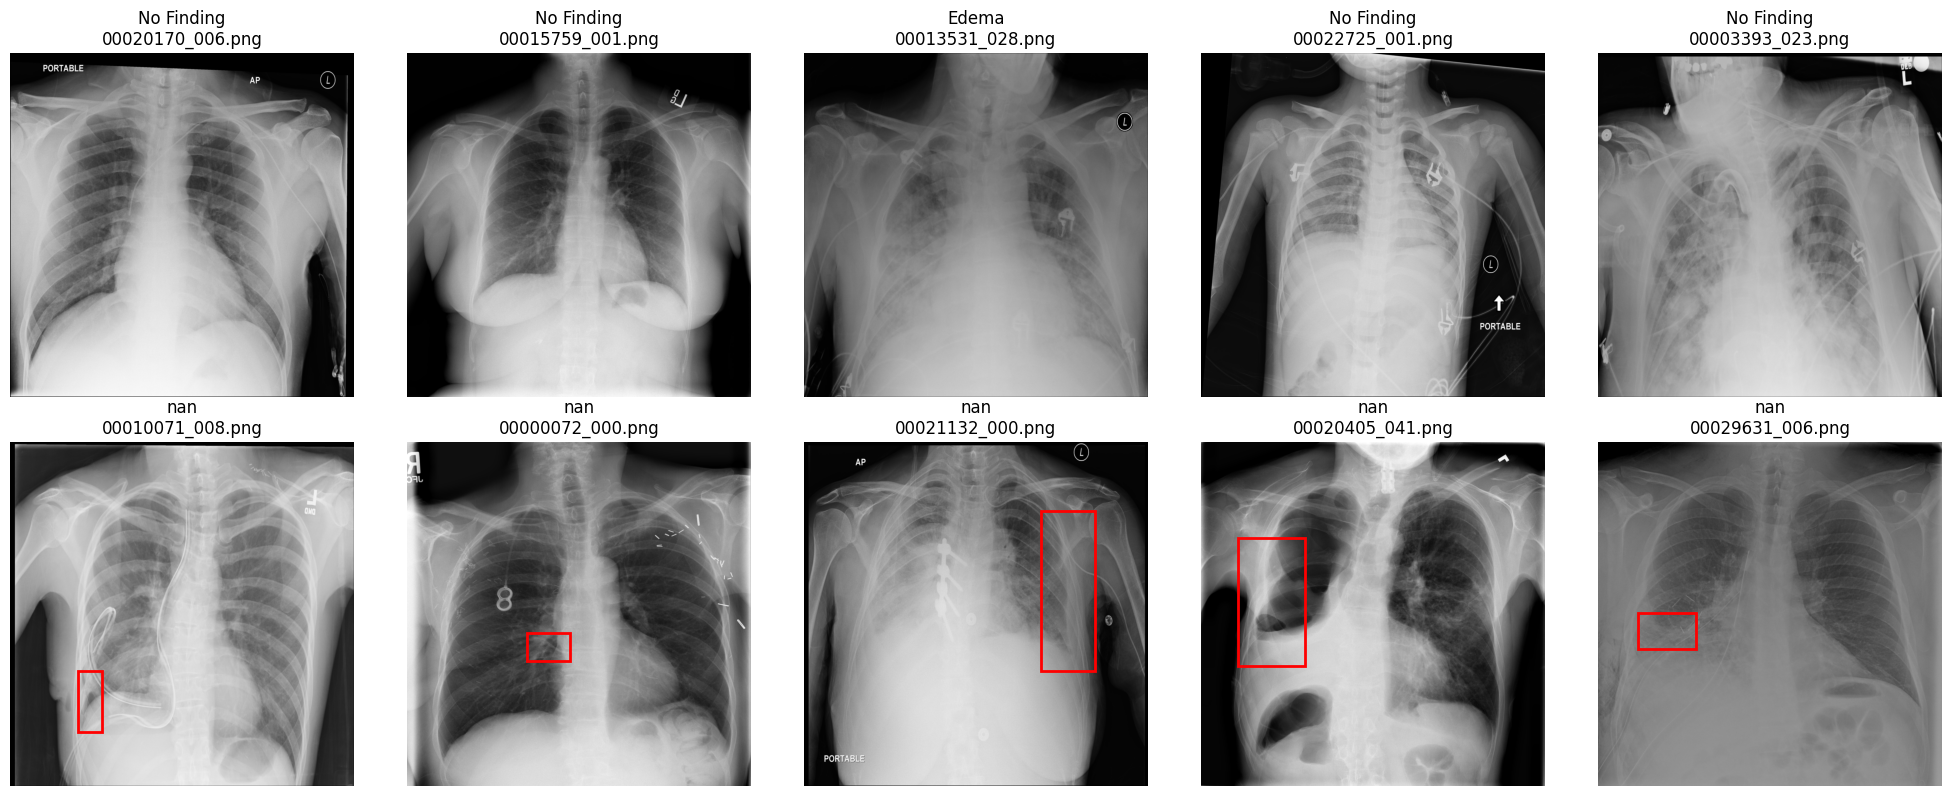 No Finding
00020170_006.png
No Finding
00015759_001.png
Edema
00013531_028.png
No Finding
00022725_001.png
No Finding
00003393_023.png
PORTABLE
AP
L
L
L
L
PORTABLE
L
nan
00010071_008.png
nan
00000072_000.png
nan
00021132_000.png
nan
00020405_041.png
nan
00029631_006.png
L
R
AP
L
PORTABLE
L